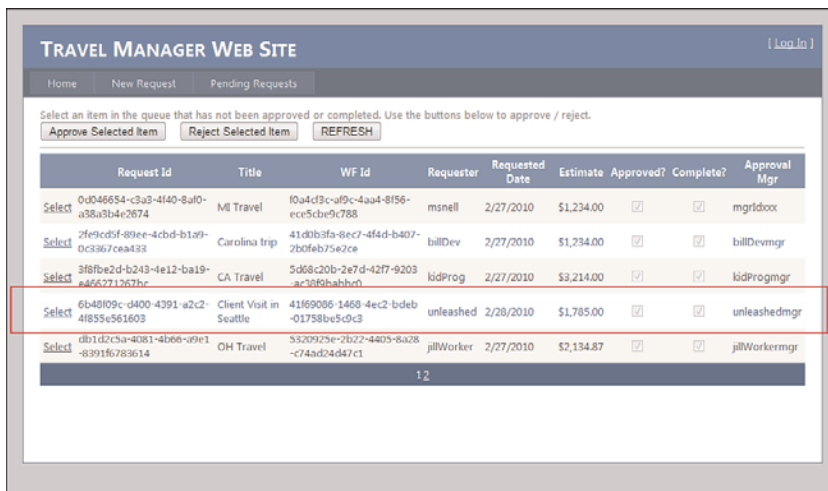 TRAVEL MANAGER WEB SITE
[ Log In ]
Home New Request Pending Requests
Select an item in the queue that has not been approved or completed. Use the buttons below to approve / reject.
Approve Selected Item Reject Selected Item REFRESH
Request Id Title WF Id Requester Requested Date Estimate Approved? Complete? Approval Mgr
Select 0d046654-c3a3-4f40-8af0- MI Travel f0a4cf3c-af9c-4aa4-8f56- msnell 2/27/2010 $1,234.00 mgrIdxxx
a38a3b4e2674 ece5cbe9c788
Select 2fe9cd5f-89ee-4cbd-b1a9- Carolina trip 41d0b3fa-8ec7-4f4d-b407- billDev 2/27/2010 $1,234.00 billDevmgr
0c3367cea433 2b0feb75e2ce
Select 3f8fbe2d-b243-4e12-ba19- CA Travel 5d68c20b-2e7d-42f7-9203 kidProg 2/27/2010 $3,214.00 kidProgmgr
Select 6b48f09c-d400-4391-a2c2- Client Visit in 41f69086-1468-4ec2-bdeb unleashed 2/28/2010 $1,785.00 unleashedmgr
4f855e561603 Seattle -01758be5c9c3
Select db1d2c5a-4081-4b66-a9e1 OH Travel 5320925e-2b22-4405-8a28 jillWorker 2/27/2010 $2,134.87 jillWorkermgr
-8391f6783614 -c74ad24d47c1
1 2